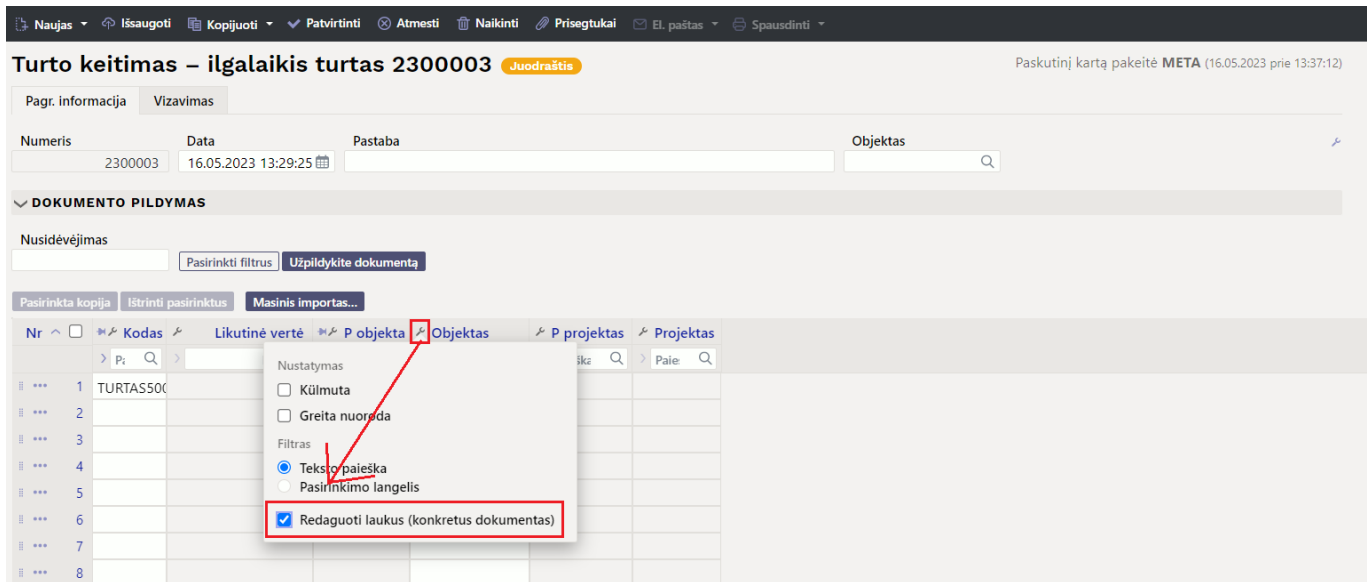 Naujas Išsaugoti Kopijuoti Patvirtinti Atmesti Naikinti Prisegtukai El. paštas Spausdinti
Turto keitimas – ilgalaikis turtas 2300003 Juodraštis Paskutinį kartą pakeitė META (16.05.2023 prie 13:37:12)
Pagr. informacija Vizavimas
Numeris Data Pastaba Objektas
2300003 16.05.2023 13:29:25
DOKUMENTO PILDYMAS
Nusidėvėjimas
Pasirinkti filtrus Užpildykite dokumentą
Pasirinkta kopija Ištrinti pasirinktus Masinis importas...
Nr Kodas Likutinė vertė P objekta Objektas P projektas Projektas
Paie
Nustatymas
1 TURTAS500
Külmuta
2 Greita nuoroda
3 Filtras
4 Teksto paieška
5 Pasirinkimo langelis
6 Redaguoti laukus (konkretus dokumentas)
7
8